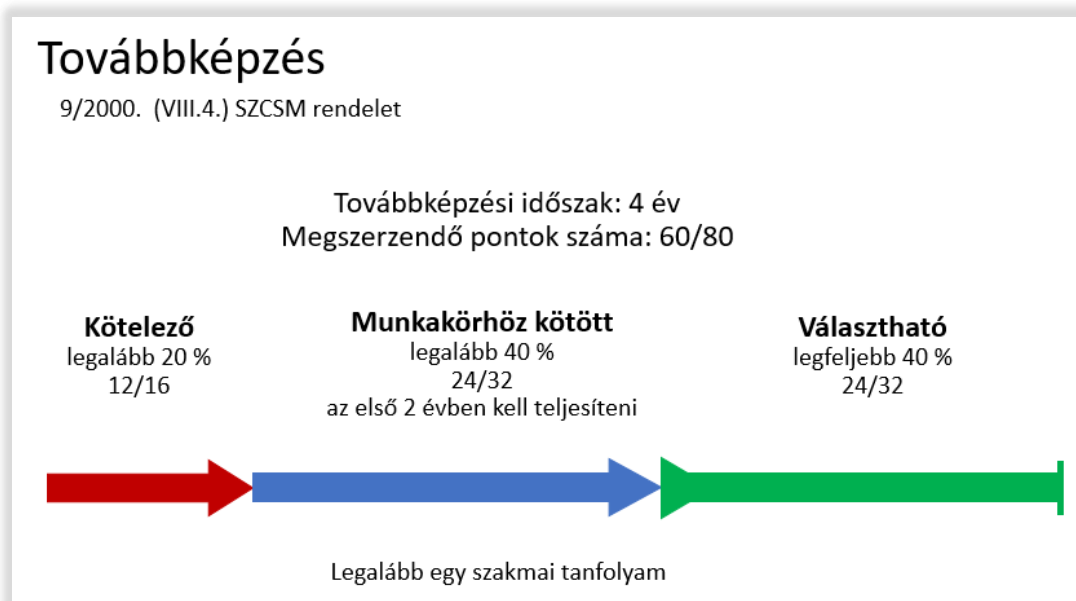 Továbbképzés
9/2000.  (VIII.4.) SZCSM rendelet
Továbbképzési időszak: 4 év
Megszerzendő pontok száma: 60/80
Kötelező
legalább 20 %
12/16
Munkakörhöz kötött
legalább 40 %
24/32
az első 2 évben kell teljesíteni
Választható
legfeljebb 40 %
24/32
Legalább egy szakmai tanfolyam